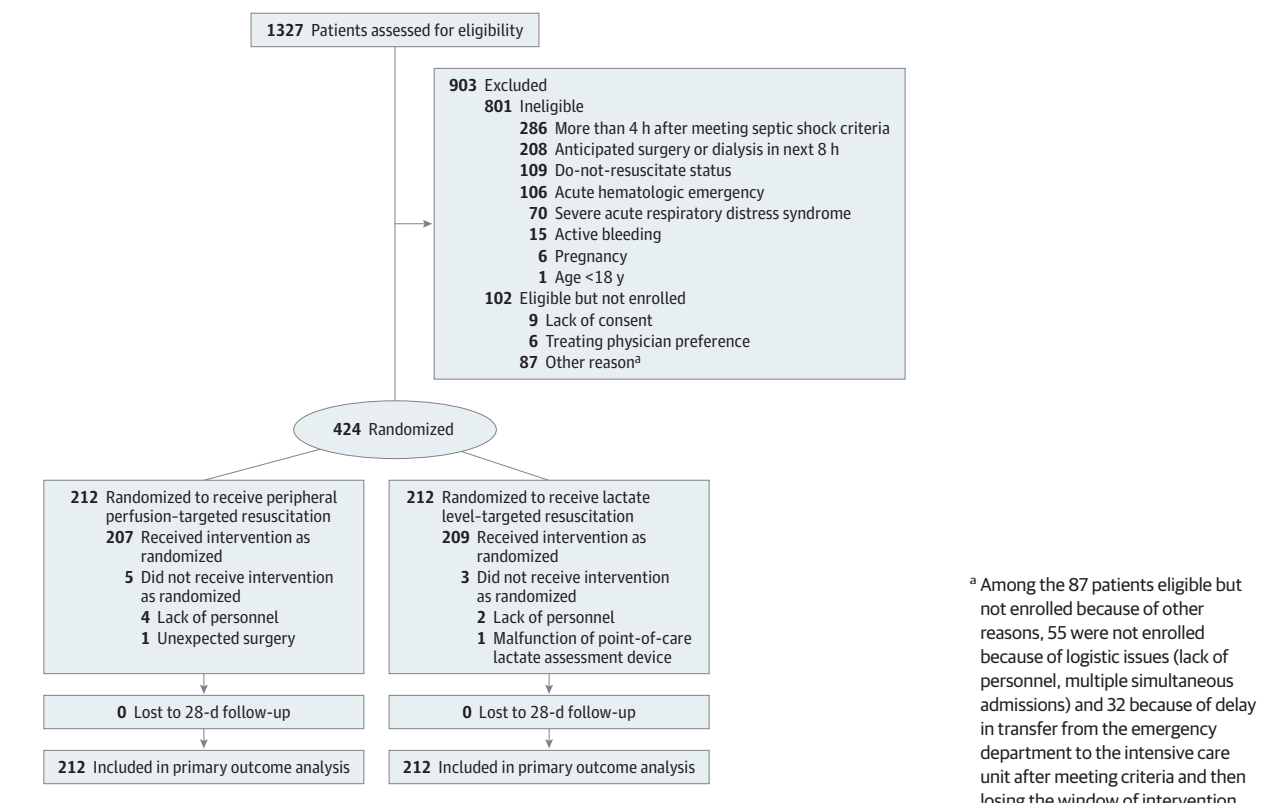 1327 Patients assessed for eligibility
903 Excluded
801 Ineligible
286 More than 4 h after meeting septic shock criteria
208 Anticipated surgery or dialysis in next 8 h
109 Do-not-resuscitate status
106 Acute hematologic emergency
70 Severe acute respiratory distress syndrome
15 Active bleeding
6 Pregnancy
1 Age <18 y
102 Eligible but not enrolled
9 Lack of consent
6 Treating physician preference
87 Other reasonᵃ
424 Randomized
212 Randomized to receive peripheral
perfusion-targeted resuscitation
207 Received intervention as
randomized
5 Did not receive intervention
as randomized
4 Lack of personnel
1 Unexpected surgery
212 Randomized to receive lactate
level-targeted resuscitation
209 Received intervention as
randomized
3 Did not receive intervention
as randomized
2 Lack of personnel
1 Malfunction of point-of-care
lactate assessment device
0 Lost to 28-d follow-up
0 Lost to 28-d follow-up
212 Included in primary outcome analysis
212 Included in primary outcome analysis
ᵃ Among the 87 patients eligible but
not enrolled because of other
reasons, 55 were not enrolled
because of logistic issues (lack of
personnel, multiple simultaneous
admissions) and 32 because of delay
in transfer from the emergency
department to the intensive care
unit after meeting criteria and then
losing the window of intervention